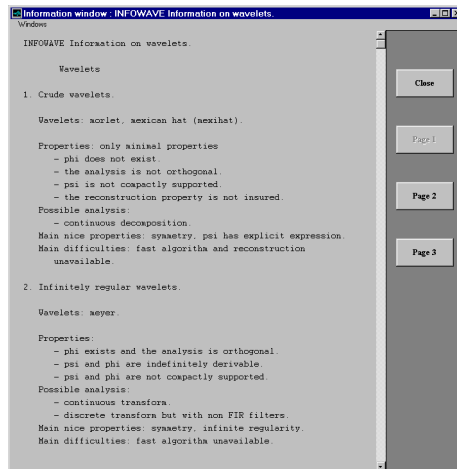 Information window : INFOWAVE Information on wavelets.
Windows
INFOWAVE Information on wavelets.
Wavelets
1. Crude wavelets.
Wavelets: morlet, mexican hat (mexihat).
Properties: only minimal properties
- phi does not exist.
- the analysis is not orthogonal.
- psi is not compactly supported.
- the reconstruction property is not insured.
Possible analysis:
- continuous decomposition.
Main nice properties: symmetry, psi has explicit expression.
Main difficulties: fast algorithm and reconstruction
unavailable.
2. Infinitely regular wavelets.
Wavelets: meyer.
Properties:
- phi exists and the analysis is orthogonal.
- psi and phi are indefinitely derivable.
- psi and phi are not compactly supported.
Possible analysis:
- continuous transform.
- discrete transform but with non FIR filters.
Main nice properties: symmetry, infinite regularity.
Main difficulties: fast algorithm unavailable.
Close
Page 1
Page 2
Page 3